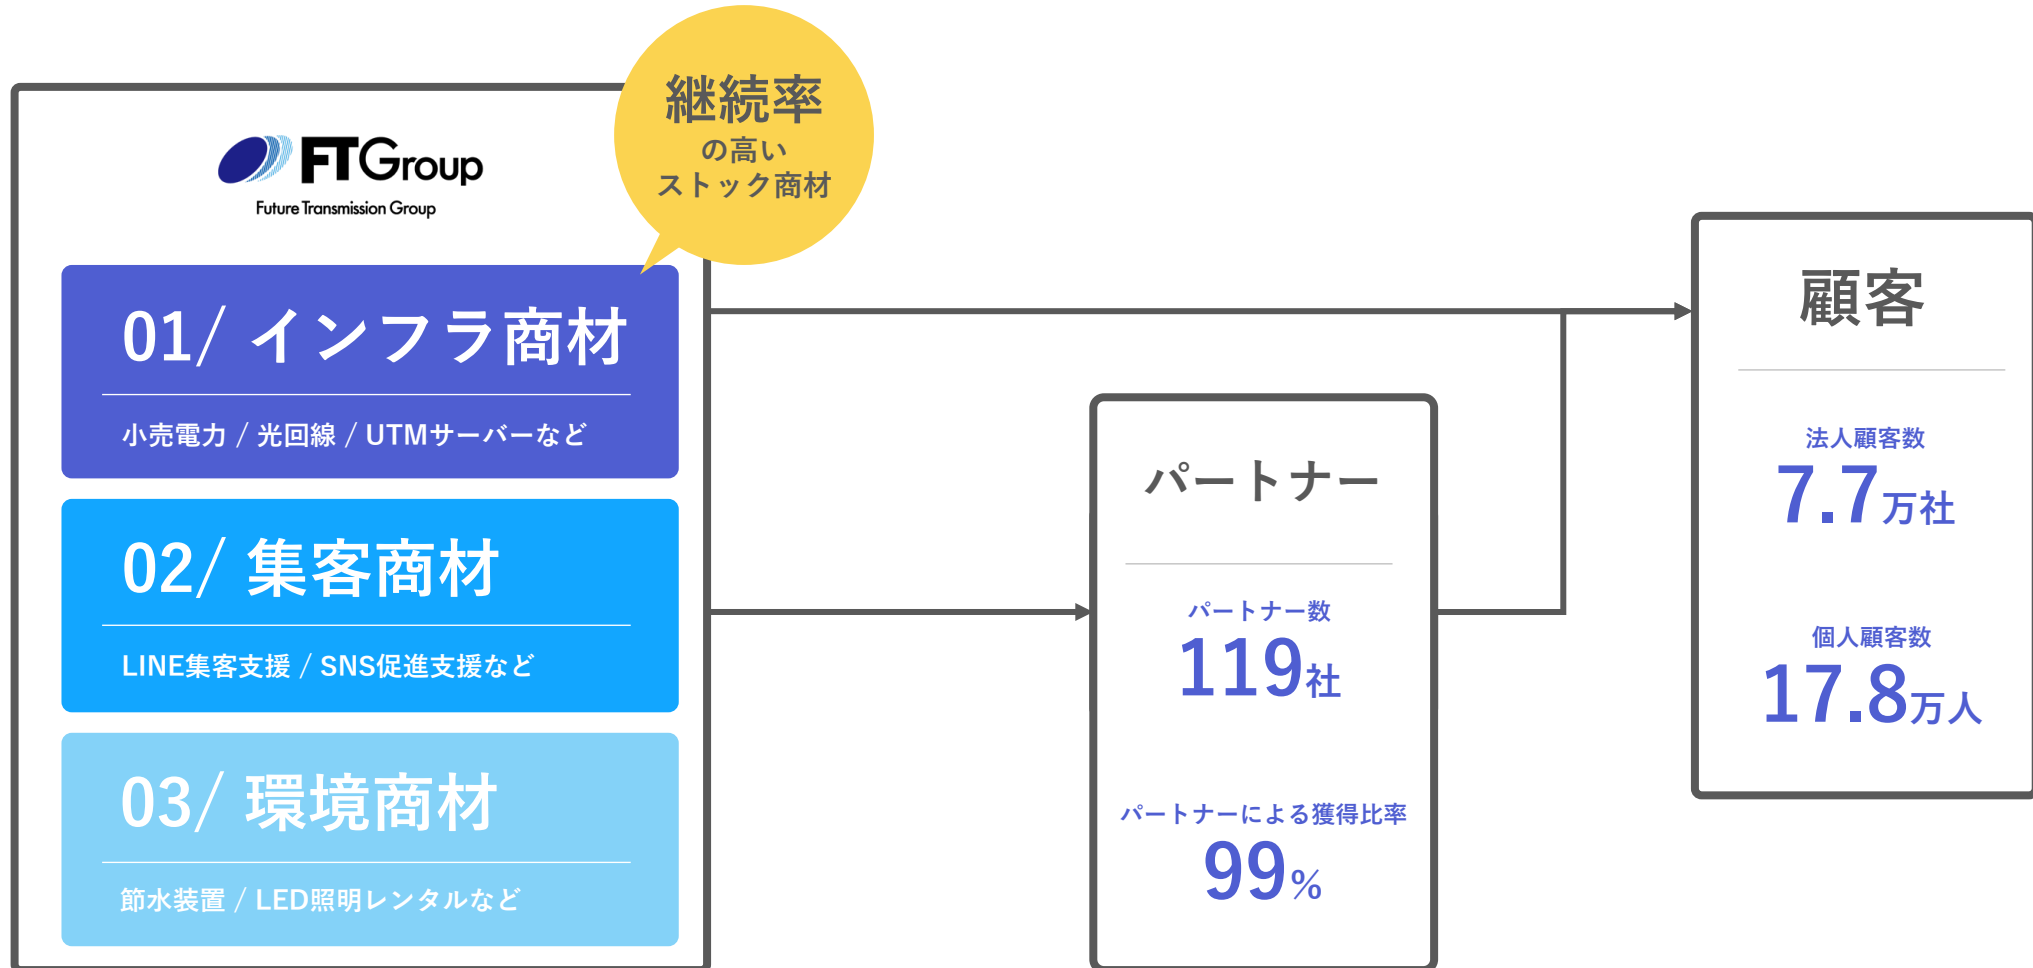 継続率
の高い
ストック商材
FTGroup
Future Transmission Group
01/ インフラ商材
小売電力 / 光回線 / UTMサーバーなど
02/ 集客商材
LINE集客支援 / SNS促進支援など
03/ 環境商材
節水装置 / LED照明レンタルなど
パートナー
パートナー数
119社
パートナーによる獲得比率
99%
顧客
法人顧客数
7.7万社
個人顧客数
17.8万人